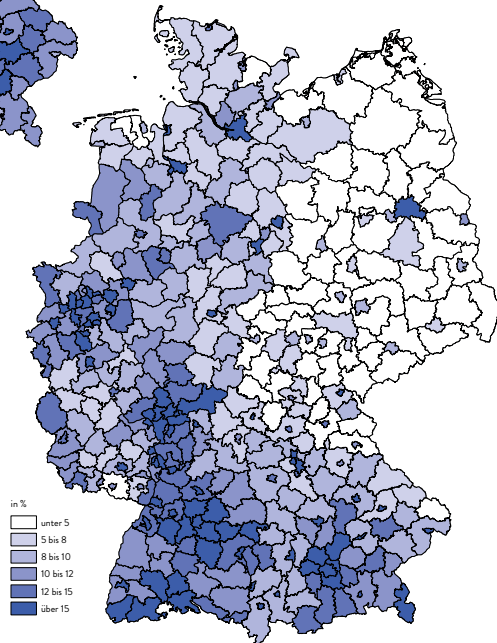 in %
unter 5
5 bis 8
8 bis 10
10 bis 12
12 bis 15
über 15